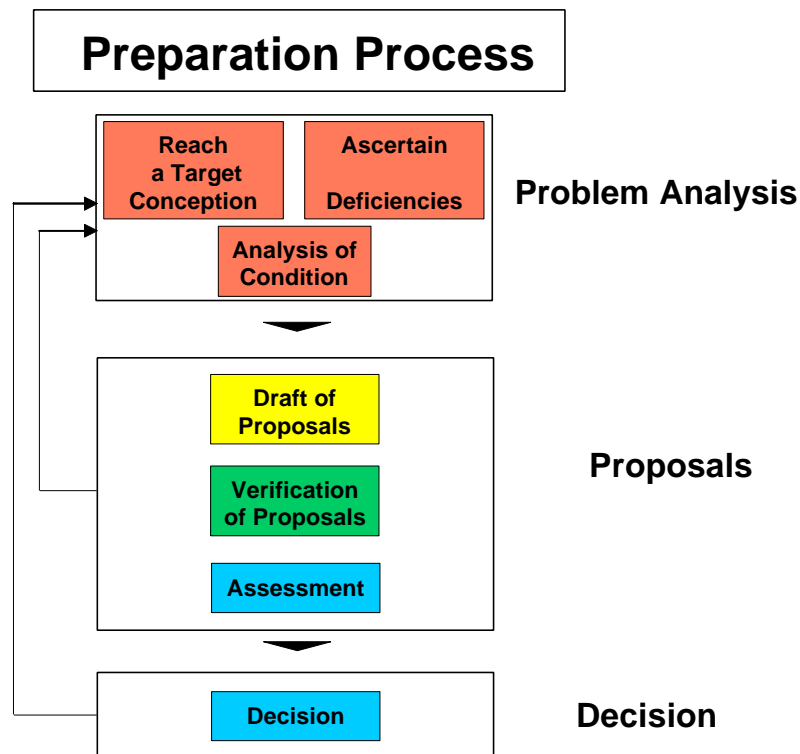 Preparation Process
Reach
a Target
Conception
Ascertain
Deficiencies
Problem Analysis
Analysis of
Condition
Draft of
Proposals
Proposals
Verification
of Proposals
Assessment
Decision
Decision